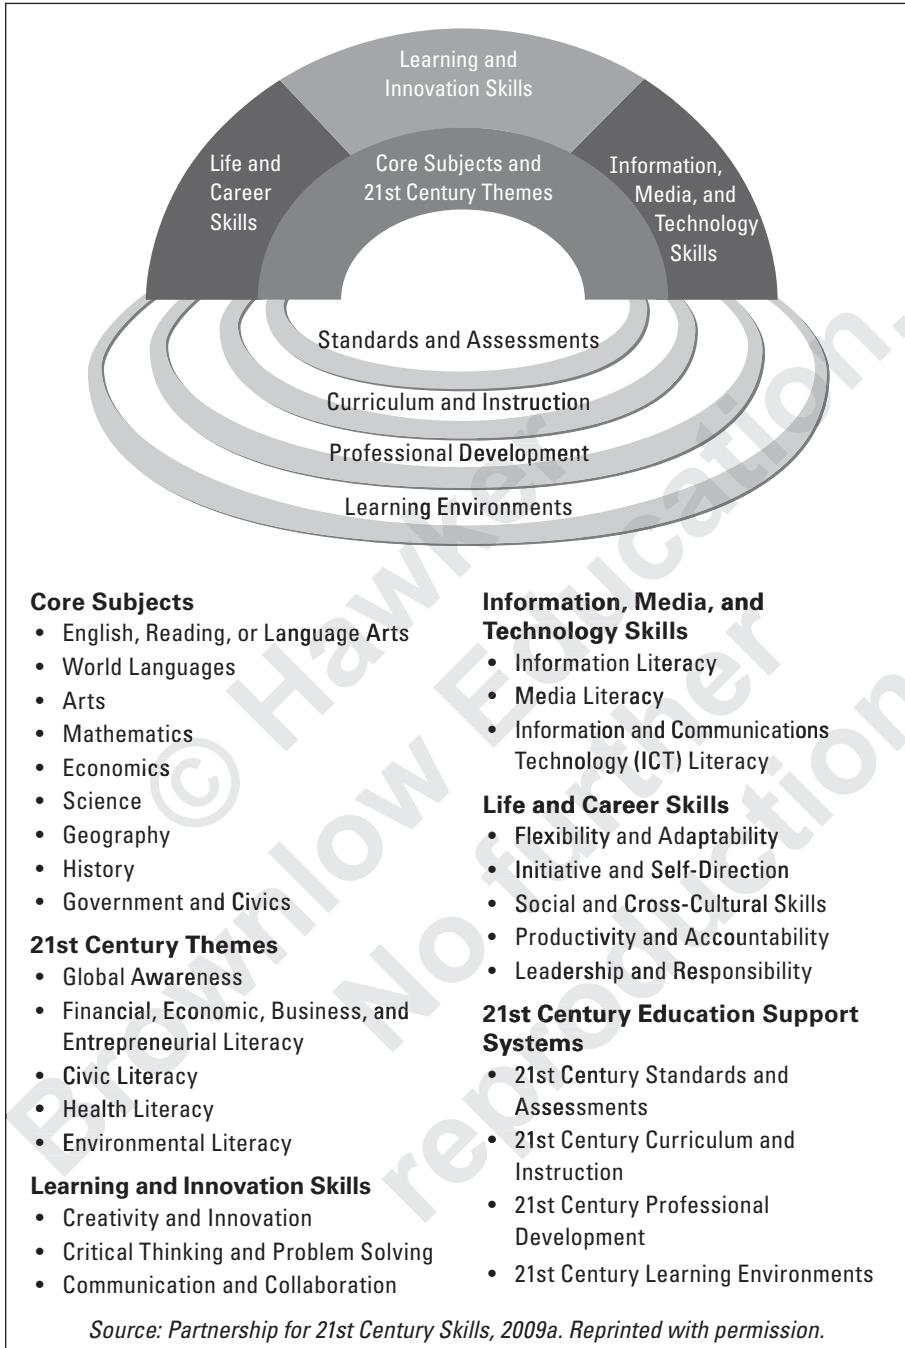 Learning and
Innovation Skills
Life and
Career
Skills
Core Subjects and
21st Century Themes
Information,
Media, and
Technology
Skills
Standards and Assessments
Curriculum and Instruction
Professional Development
Learning Environments
Core Subjects
• English, Reading, or Language Arts
• World Languages
• Arts
• Mathematics
• Economics
• Science
• Geography
• History
• Government and Civics
21st Century Themes
• Global Awareness
• Financial, Economic, Business, and
Entrepreneurial Literacy
• Civic Literacy
• Health Literacy
• Environmental Literacy
Learning and Innovation Skills
• Creativity and Innovation
• Critical Thinking and Problem Solving
• Communication and Collaboration
Information, Media, and
Technology Skills
• Information Literacy
• Media Literacy
• Information and Communications
Technology (ICT) Literacy
Life and Career Skills
• Flexibility and Adaptability
• Initiative and Self-Direction
• Social and Cross-Cultural Skills
• Productivity and Accountability
• Leadership and Responsibility
21st Century Education Support
Systems
• 21st Century Standards and
Assessments
• 21st Century Curriculum and
Instruction
• 21st Century Professional
Development
• 21st Century Learning Environments
Source: Partnership for 21st Century Skills, 2009a. Reprinted with permission.
© Hawker
Brownlow Education.
No further
reproduction